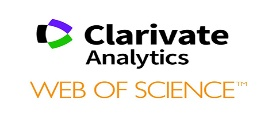 Clarivate
Analytics
WEB OF SCIENCE™